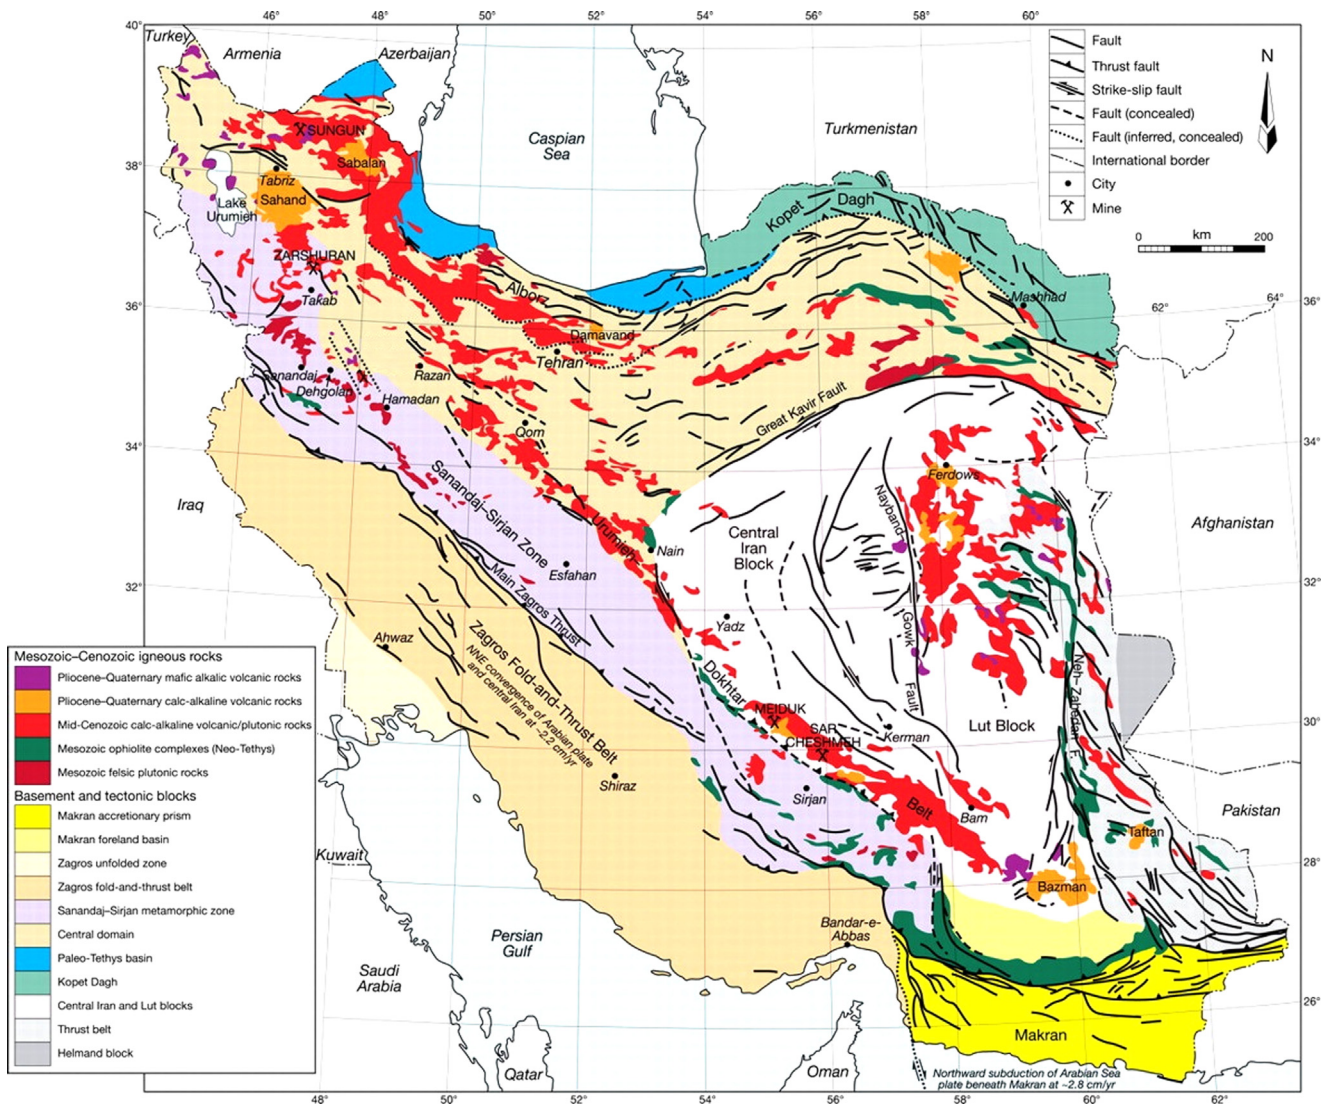 46°
48°
50°
52°
54°
56°
58°
60°
40°
Turkey
Armenia
Azerbaijan
Caspian
Sea
Turkmenistan
Fault
Thrust fault
Strike-slip fault
Fault (concealed)
Fault (inferred, concealed)
International border
City
Mine
N
km
0
200
38°
SUNGUN
Sabalan
Tabriz
Sahand
Lake
Urumieh
Kopet
Dagh
ZARSHURAN
Takab
Alborz
Mashhad
62°
64°
36°
36°
Damavand
Tehran
Sanandaj
Dehgolan
Razan
Hamadan
Great Kavir Fault
Qom
34°
34°
Ferdows
Iraq
Sanandaj–Sirjan Zone
Urumieh–
Nain
Central
Iran
Block
Nayband
Afghanistan
Esfahan
Main Zagros Thrust
32°
32°
Yadz
Gowk
Ahwaz
Zagros Fold-and-Thrust Belt
NNE convergence of Arabian plate
and central Iran at ~2.2 cm/yr
Dokhtar
Fault
Neh–Zahedan F.
MEIDUK
SAR
CHESHMEH
Kerman
Lut Block
30°
Shiraz
Sirjan
Belt
Bam
Taftan
Pakistan
Kuwait
28°
Bazman
Bandar-e-
Abbas
Persian
Gulf
Saudi
Arabia
26°
Makran
Qatar
Oman
Northward subduction of Arabian Sea
plate beneath Makran at ~2.8 cm/yr
48°
50°
52°
54°
56°
58°
60°
62°
Mesozoic–Cenozoic igneous rocks
Pliocene–Quaternary mafic alkalic volcanic rocks
Pliocene–Quaternary calc-alkaline volcanic rocks
Mid-Cenozoic calc-alkaline volcanic/plutonic rocks
Mesozoic ophiolite complexes (Neo-Tethys)
Mesozoic felsic plutonic rocks
Basement and tectonic blocks
Makran accretionary prism
Makran foreland basin
Zagros unfolded zone
Zagros fold-and-thrust belt
Sanandaj–Sirjan metamorphic zone
Central domain
Paleo-Tethys basin
Kopet Dagh
Central Iran and Lut blocks
Thrust belt
Helmand block